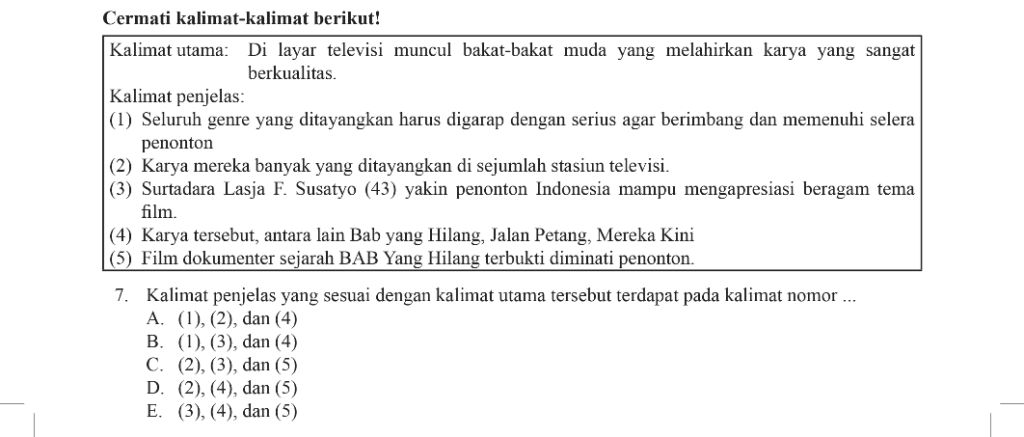 Cermati kalimat-kalimat berikut!
Kalimat utama: Di layar televisi muncul bakat-bakat muda yang melahirkan karya yang sangat
berkualitas.
Kalimat penjelas:
(1) Seluruh genre yang ditayangkan harus digarap dengan serius agar berimbang dan memenuhi selera
penonton
(2) Karya mereka banyak yang ditayangkan di sejumlah stasiun televisi.
(3) Surtadara Lasja F. Susatyo (43) yakin penonton Indonesia mampu mengapresiasi beragam tema
film.
(4) Karya tersebut, antara lain Bab yang Hilang, Jalan Petang, Mereka Kini
(5) Film dokumenter sejarah BAB Yang Hilang terbukti diminati penonton.
7. Kalimat penjelas yang sesuai dengan kalimat utama tersebut terdapat pada kalimat nomor ...
A. (1), (2), dan (4)
B. (1), (3), dan (4)
C. (2), (3), dan (5)
D. (2), (4), dan (5)
E. (3), (4), dan (5)